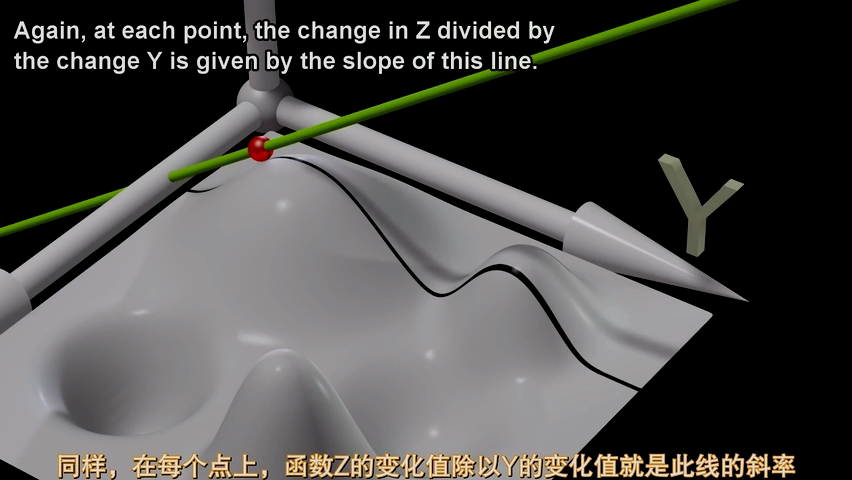 Again, at each point, the change in Z divided by
the change Y is given by the slope of this line.
Y
同样，在每个点上，函数Z的变化值除以Y的变化值就是此线的斜率